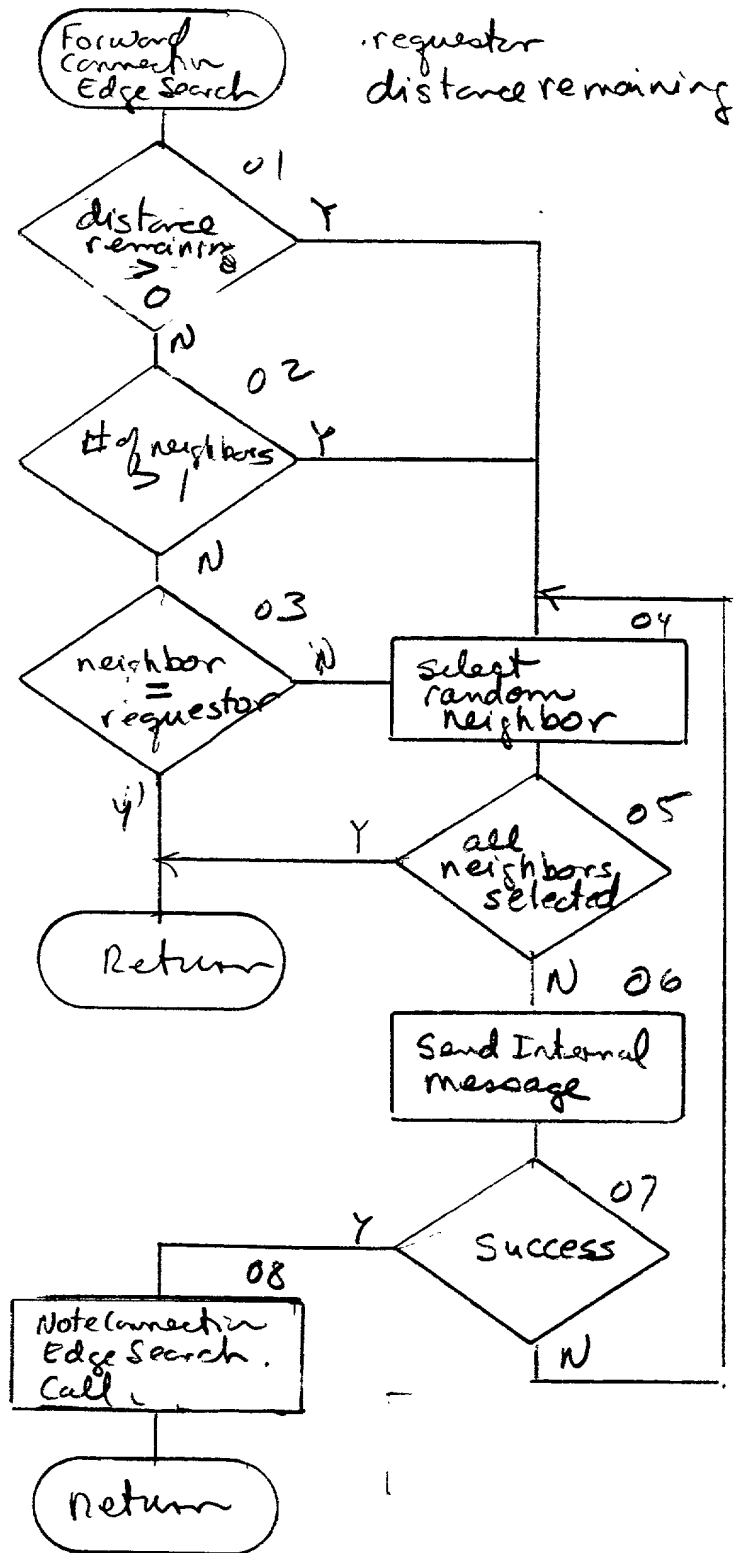 Forward
Connection
Edge Search
requestor
distance remaining
01
distance
remaining
>
0
Y
N
02
# of neighbors
> 1
Y
N
03
neighbor
=
requestor
N
Y
04
select
random
neighbor
05
all
neighbors
selected
Y
N
Return
06
Send Internal
message
07
Success
Y
N
08
Note Connection
Edge Search
Call
Return